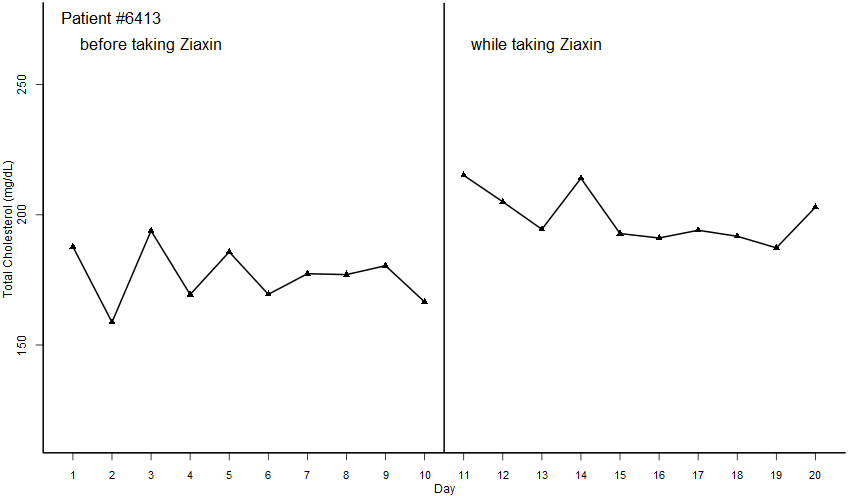 Patient #6413
before taking Ziaxin
while taking Ziaxin
Total Cholesterol (mg/dL)
250
200
150
1 2 3 4 5 6 7 8 9 10 11 12 13 14 15 16 17 18 19 20
Day